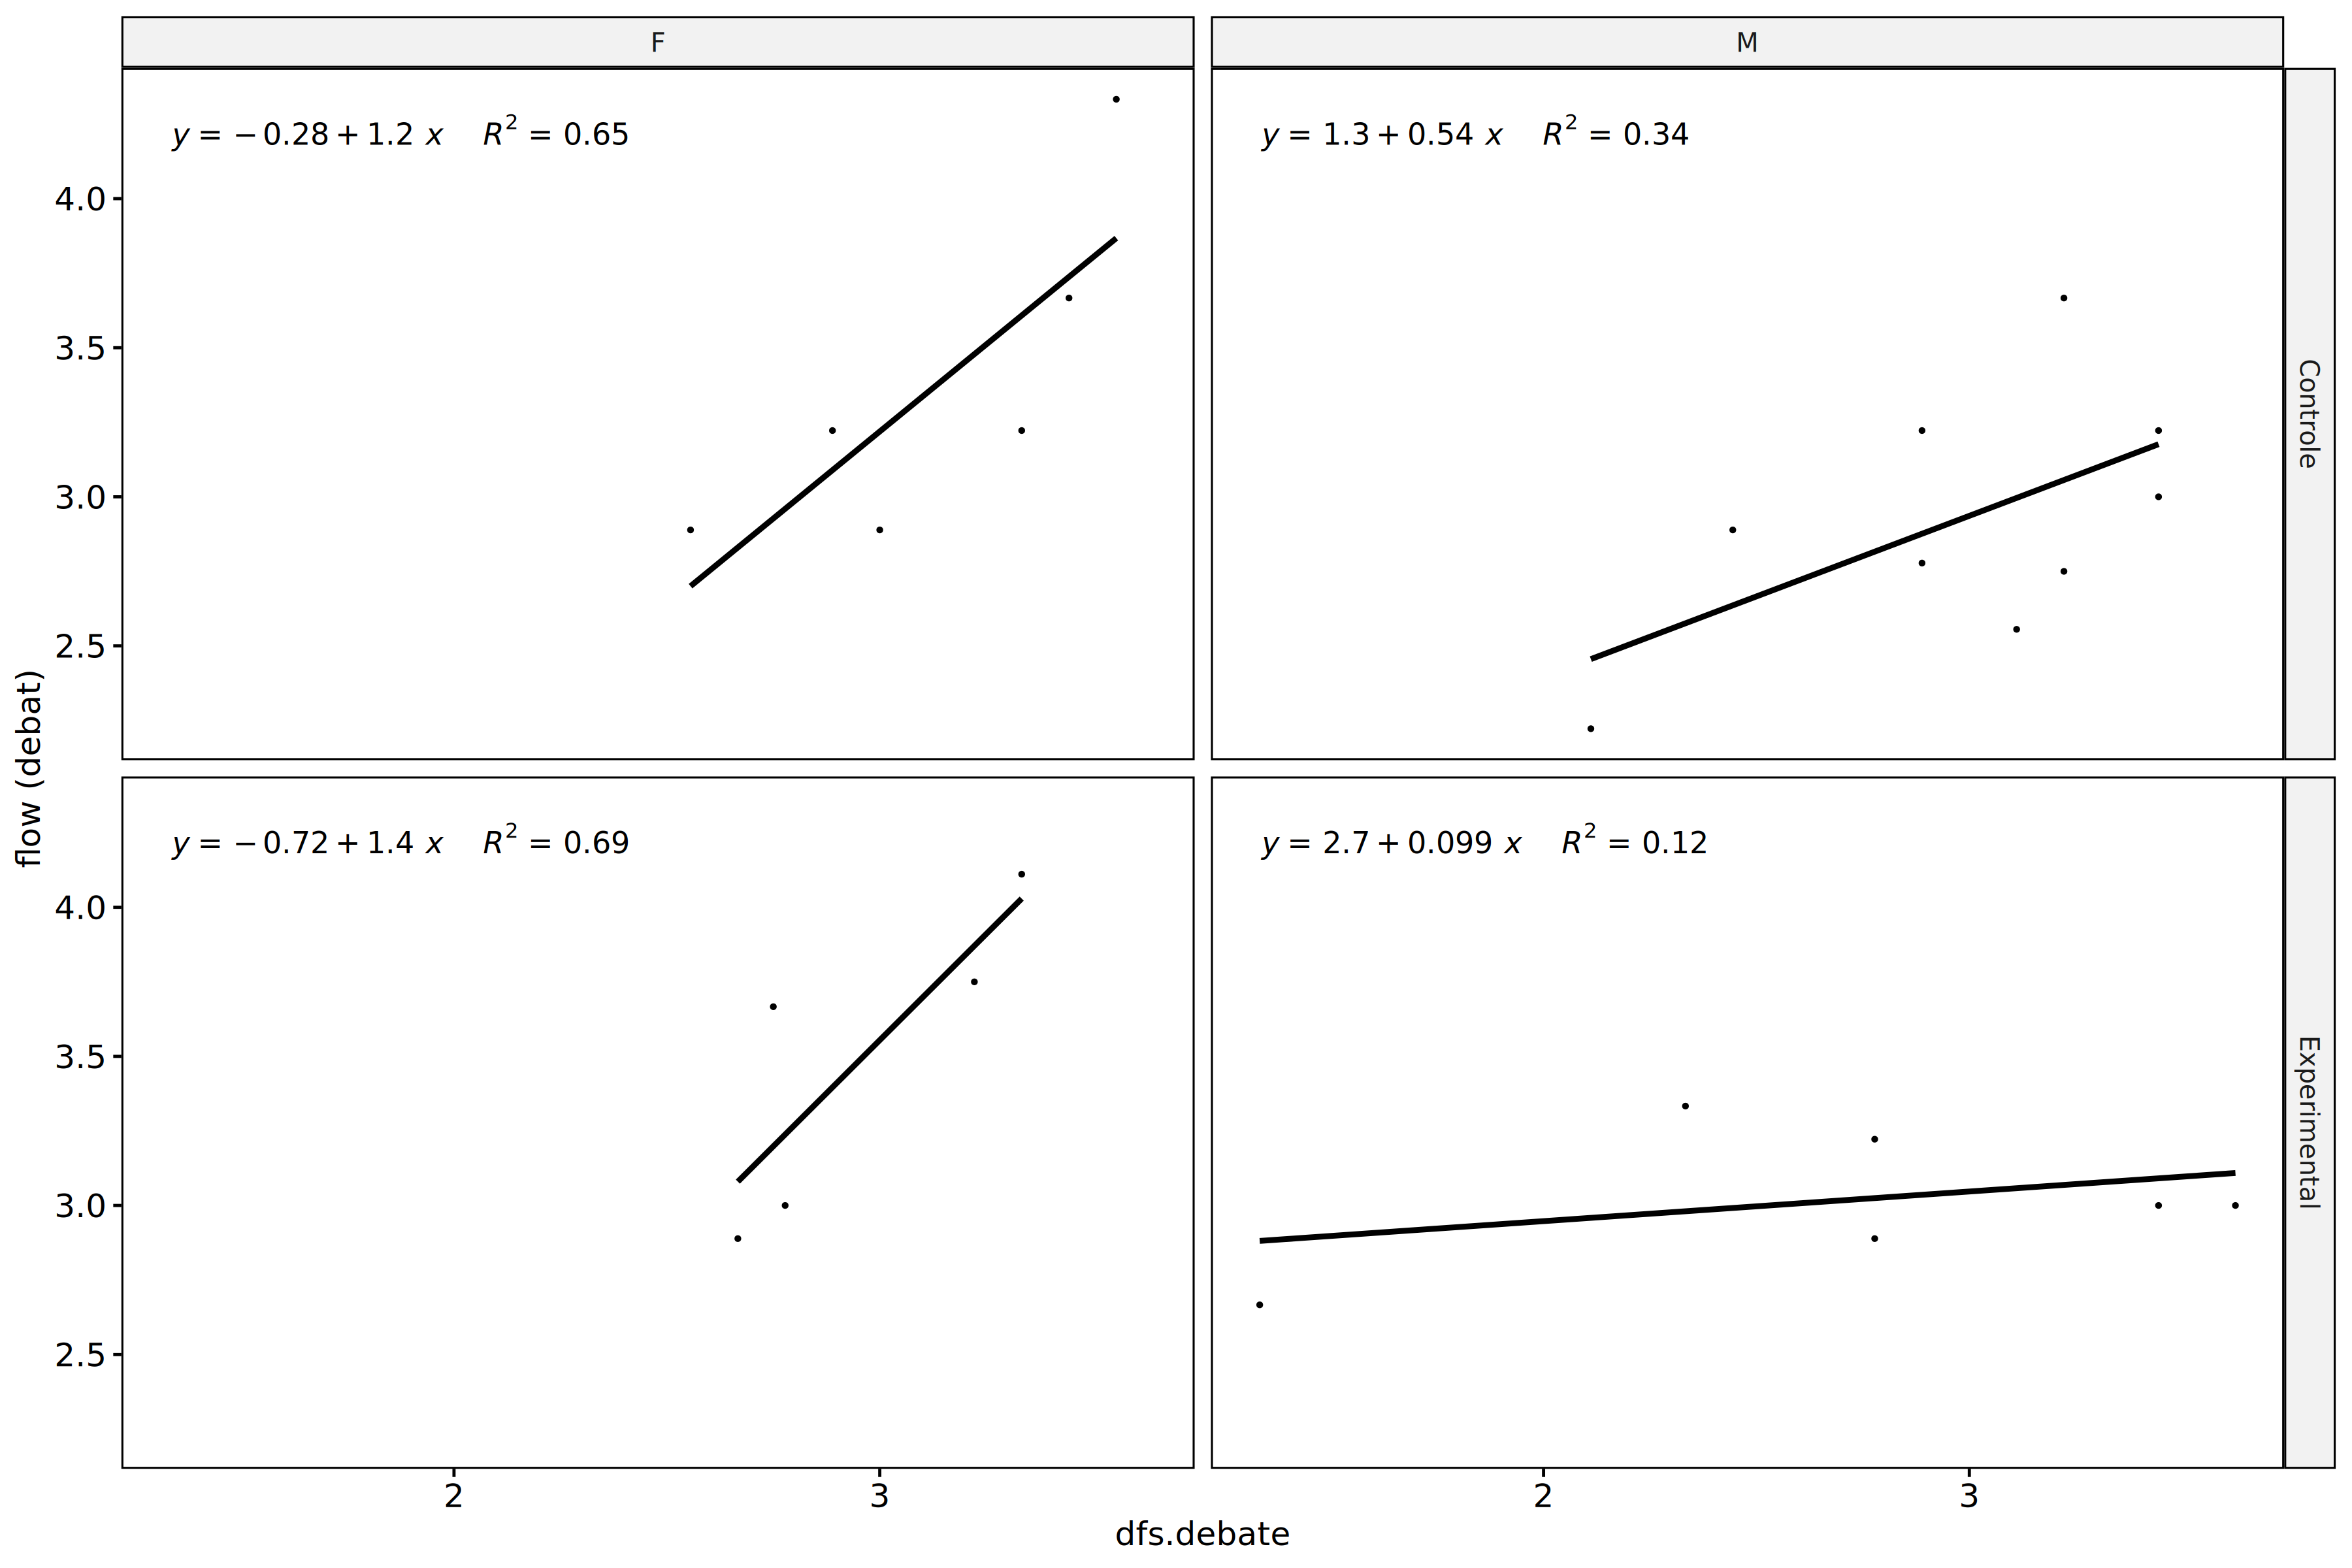 F
M
y = − 0.28 + 1.2 x R² = 0.65
y = 1.3 + 0.54 x R² = 0.34
4.0
3.5
3.0
2.5
Controle
flow (debat)
y = − 0.72 + 1.4 x R² = 0.69
y = 2.7 + 0.099 x R² = 0.12
4.0
3.5
3.0
2.5
Experimental
2
3
2
3
dfs.debate